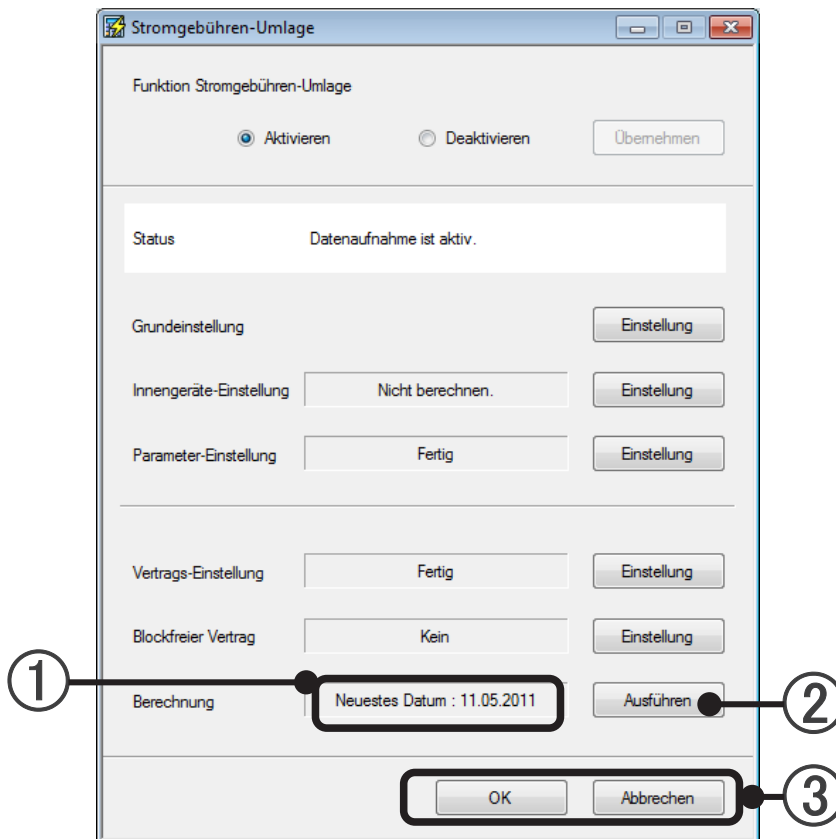 Stromgebühren-Umlage
Funktion Stromgebühren-Umlage
Aktivieren Deaktivieren Übernehmen
Status Datenaufnahme ist aktiv.
Grundeinstellung Einstellung
Innengeräte-Einstellung Nicht berechnen. Einstellung
Parameter-Einstellung Fertig Einstellung
Vertrags-Einstellung Fertig Einstellung
Blockfreier Vertrag Kein Einstellung
① Berechnung Neuestes Datum : 11.05.2011 Ausführen ②
OK Abbrechen ③